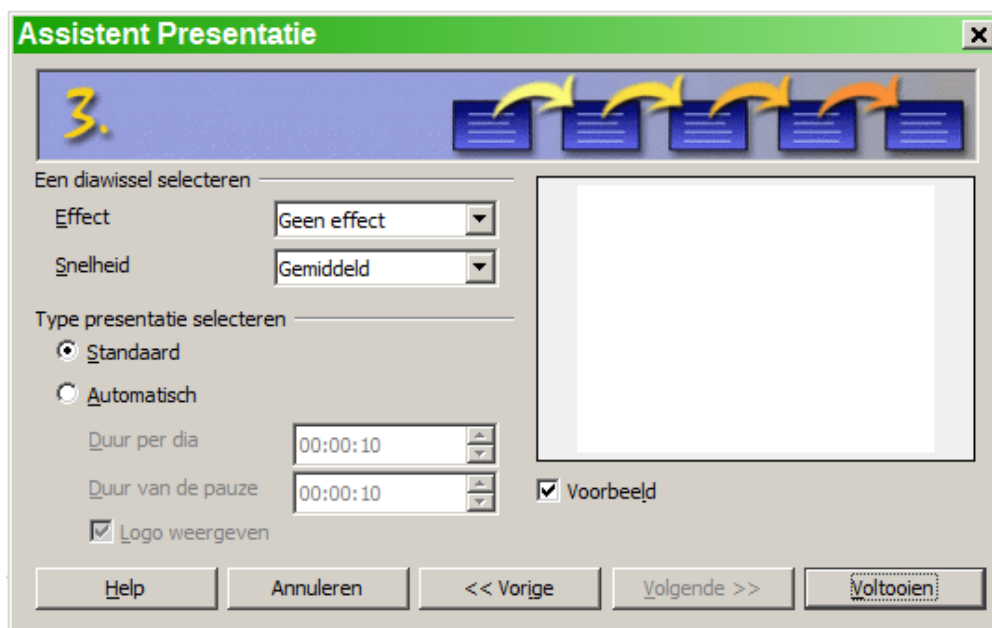 Assistent Presentatie
3.
Een diawissel selecteren
Effect Geen effect
Snelheid Gemiddeld
Type presentatie selecteren
Standaard
Automatisch
Duur per dia 00:00:10
Duur van de pauze 00:00:10
Logo weergeven
Voorbeeld
Help Annuleren << Vorige Volgende >> Voltooien